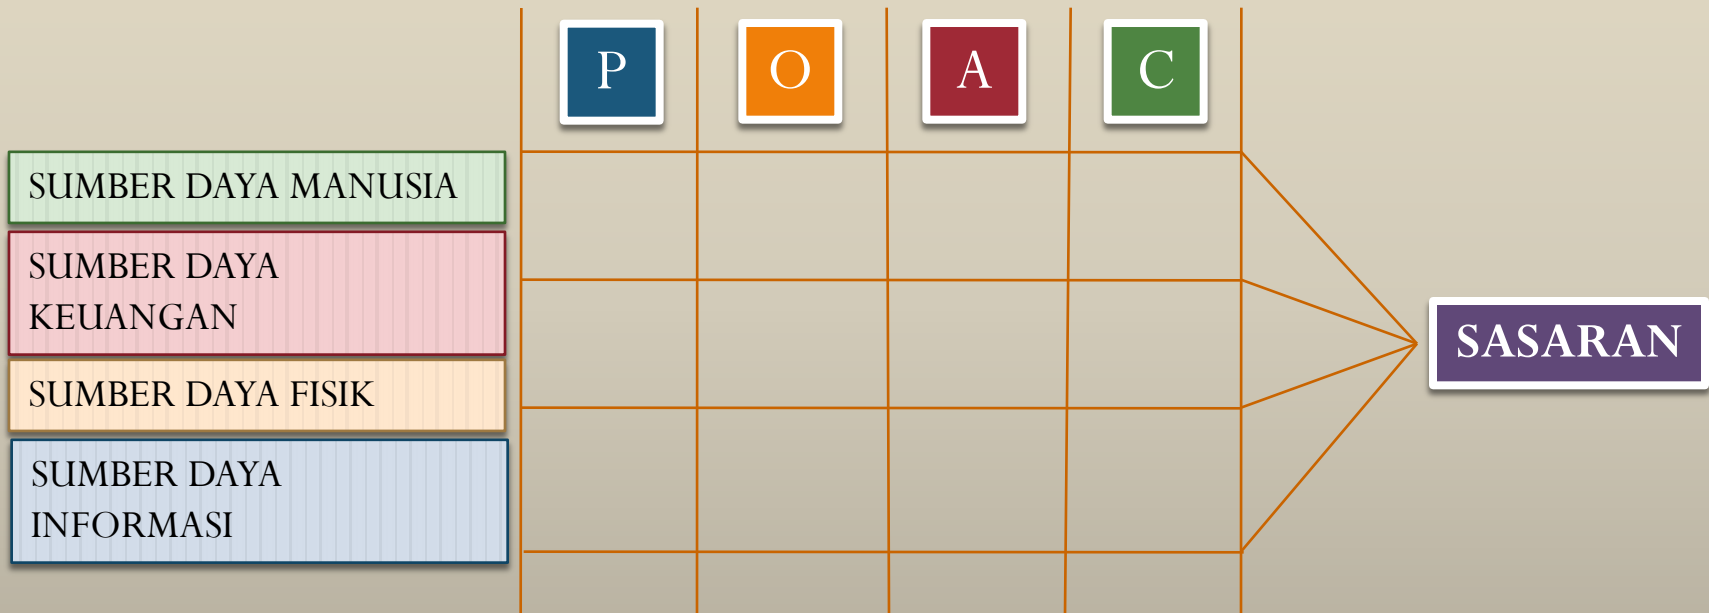 P O A C
SUMBER DAYA MANUSIA
SUMBER DAYA
KEUANGAN
SUMBER DAYA FISIK
SUMBER DAYA
INFORMASI
SASARAN